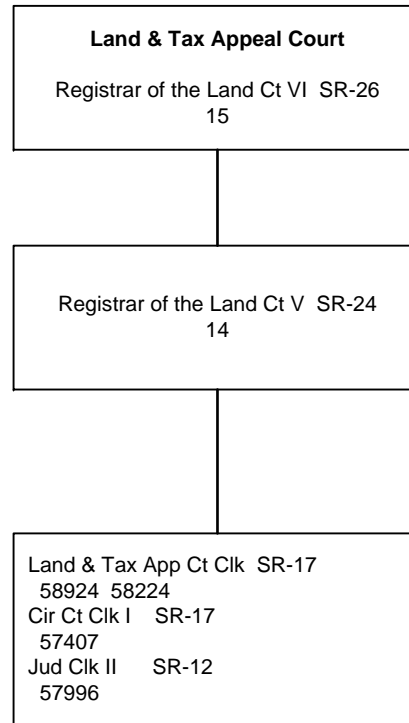 Land & Tax Appeal Court
Registrar of the Land Ct VI SR-26
15
Registrar of the Land Ct V SR-24
14
Land & Tax App Ct Clk SR-17
58924 58224
Cir Ct Clk I SR-17
57407
Jud Clk II SR-12
57996